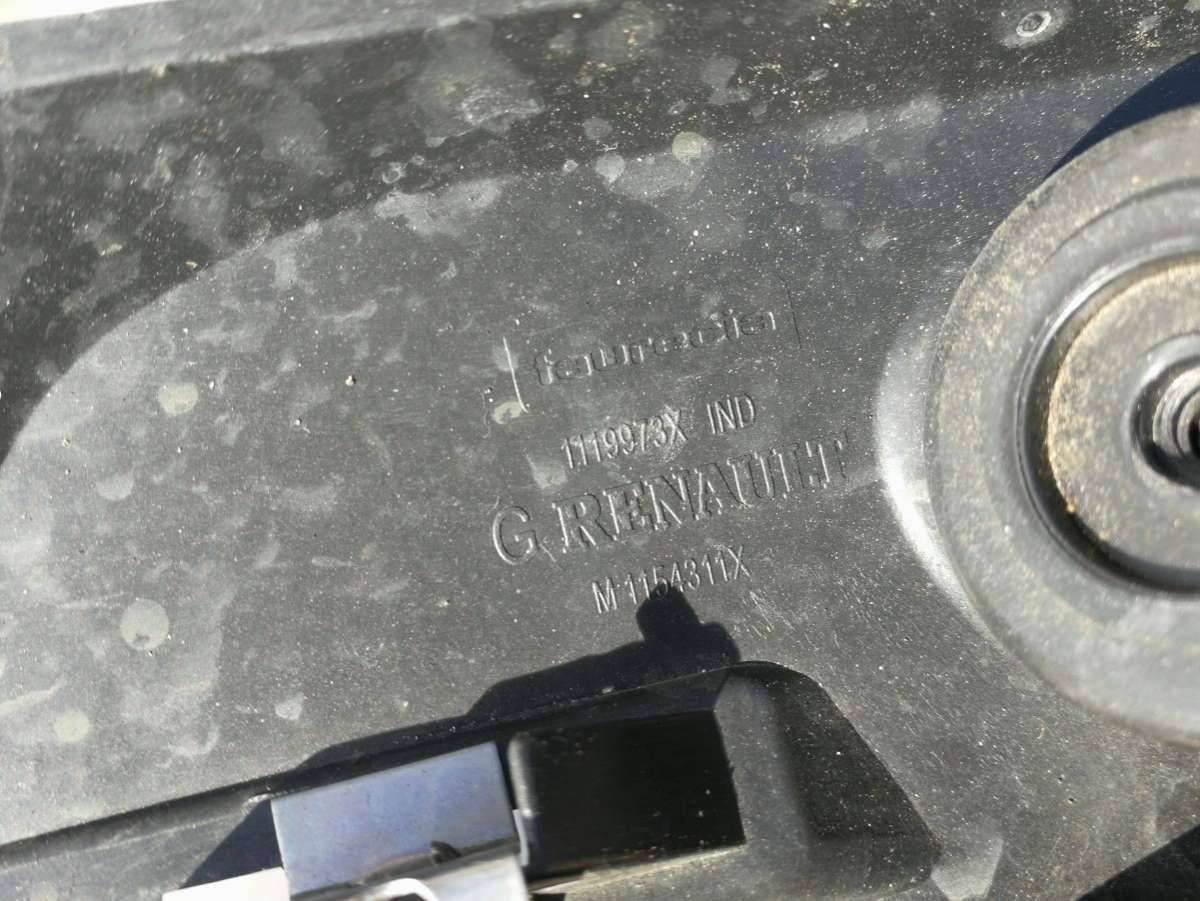 faurecia
1119973X IND
G.RENAULT
M 1154311X